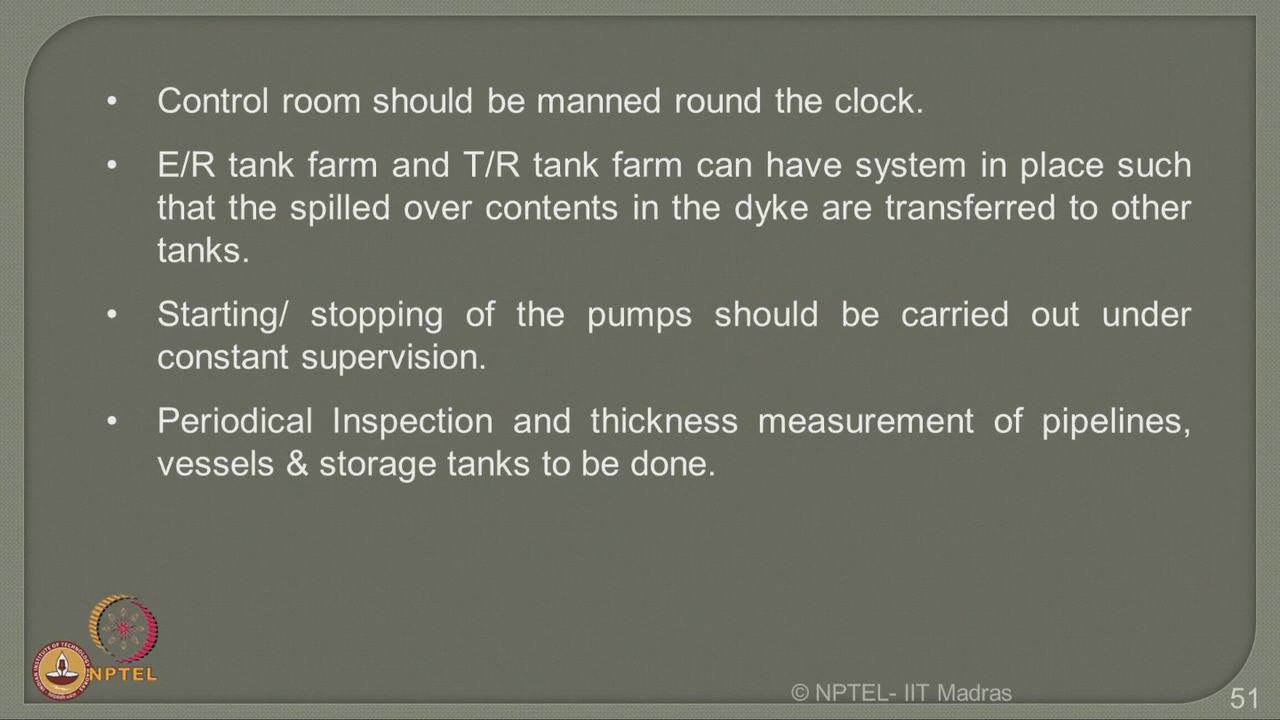 • Control room should be manned round the clock.
• E/R tank farm and T/R tank farm can have system in place such
that the spilled over contents in the dyke are transferred to other
tanks.
• Starting/ stopping of the pumps should be carried out under
constant supervision.
• Periodical Inspection and thickness measurement of pipelines,
vessels & storage tanks to be done.
NPTEL
© NPTEL- IIT Madras
51